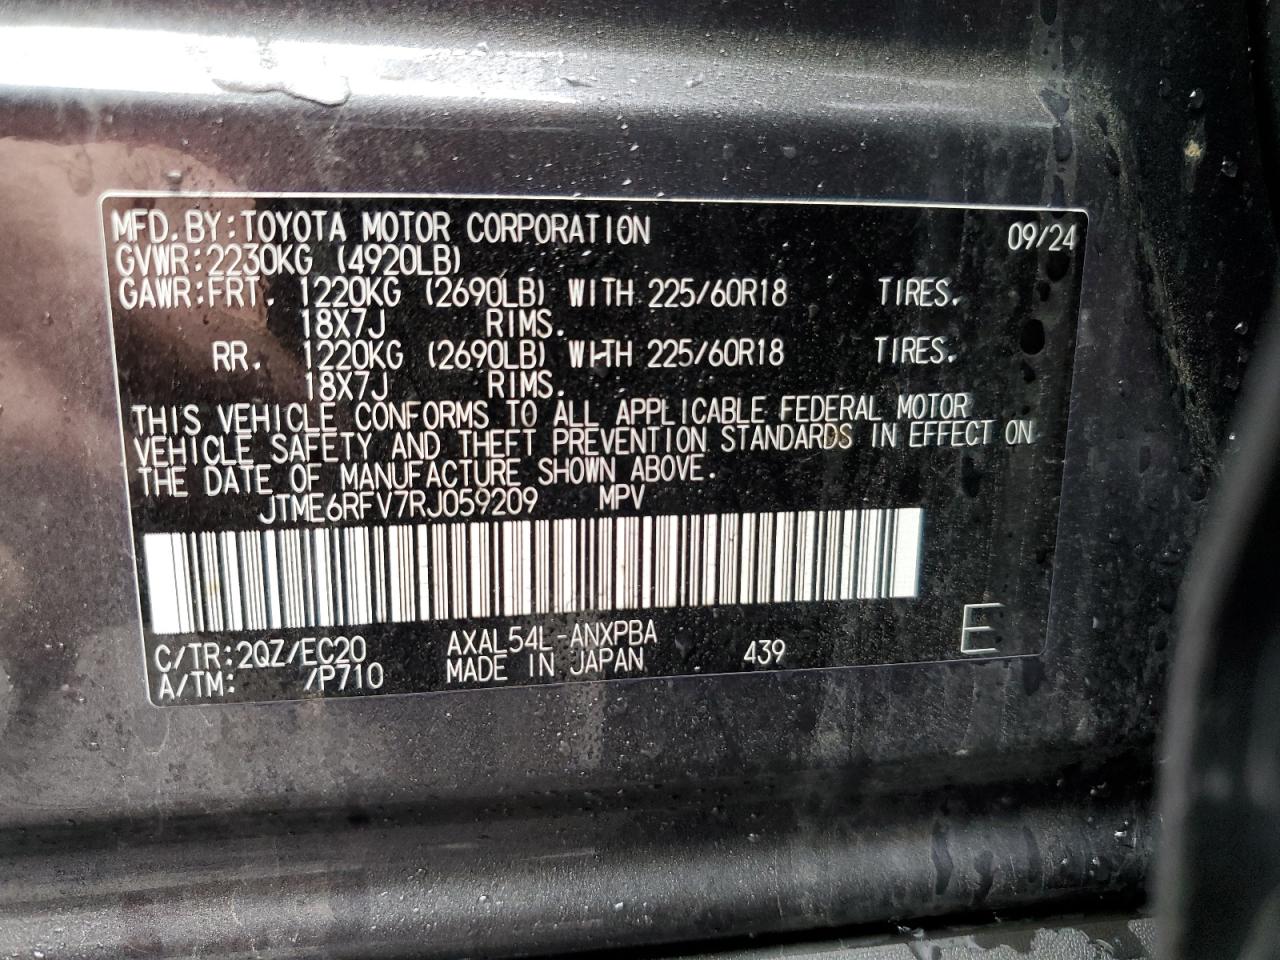 MFD.BY:TOYOTA MOTOR CORPORATION 09/24
GVWR:2230KG (4920LB)
GAWR:FRT. 1220KG (2690LB) WITH 225/60R18 TIRES.
18X7J RIMS.
RR. 1220KG (2690LB) WITH 225/60R18 TIRES.
18X7J RIMS.
THIS VEHICLE CONFORMS TO ALL APPLICABLE FEDERAL MOTOR
VEHICLE SAFETY AND THEFT PREVENTION STANDARDS IN EFFECT ON
THE DATE OF MANUFACTURE SHOWN ABOVE.
JTME6RFV7RJ059209 MPV
C/TR:2QZ/EC20 AXAL54L-ANXPBA 439 E
A/TM: /P710 MADE IN JAPAN